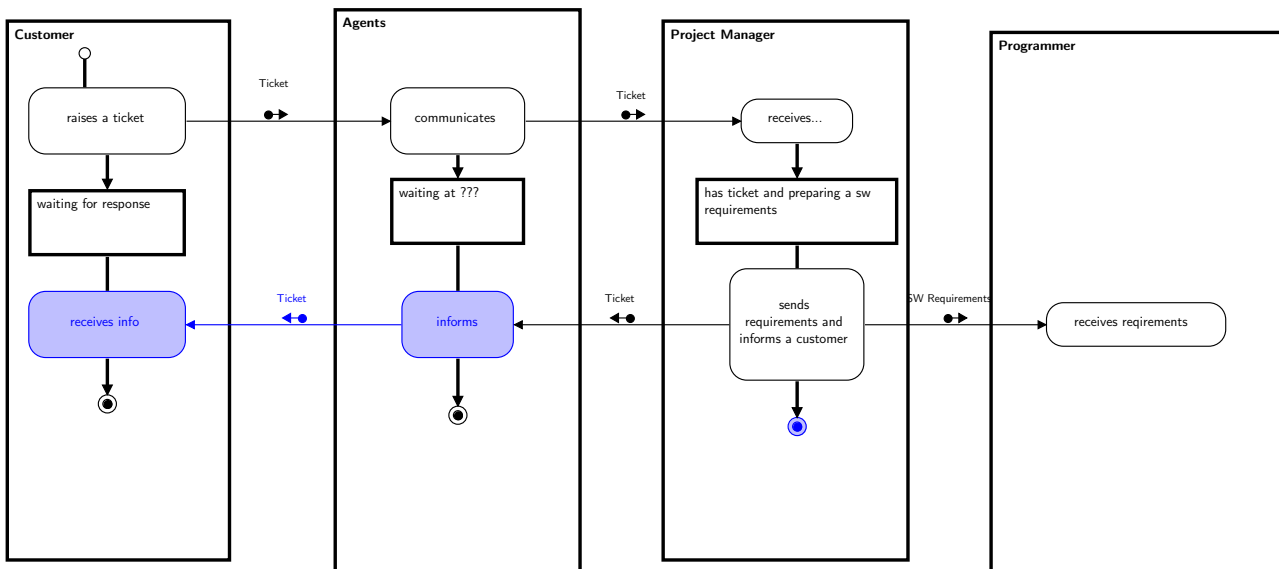 Customer
Agents
Project Manager
Programmer
Ticket
Ticket
raises a ticket
communicates
receives...
waiting for response
waiting at ???
has ticket and preparing a sw
requirements
Ticket
Ticket
SW Requirements
receives info
informs
sends
requirements and
informs a customer
receives reqirements